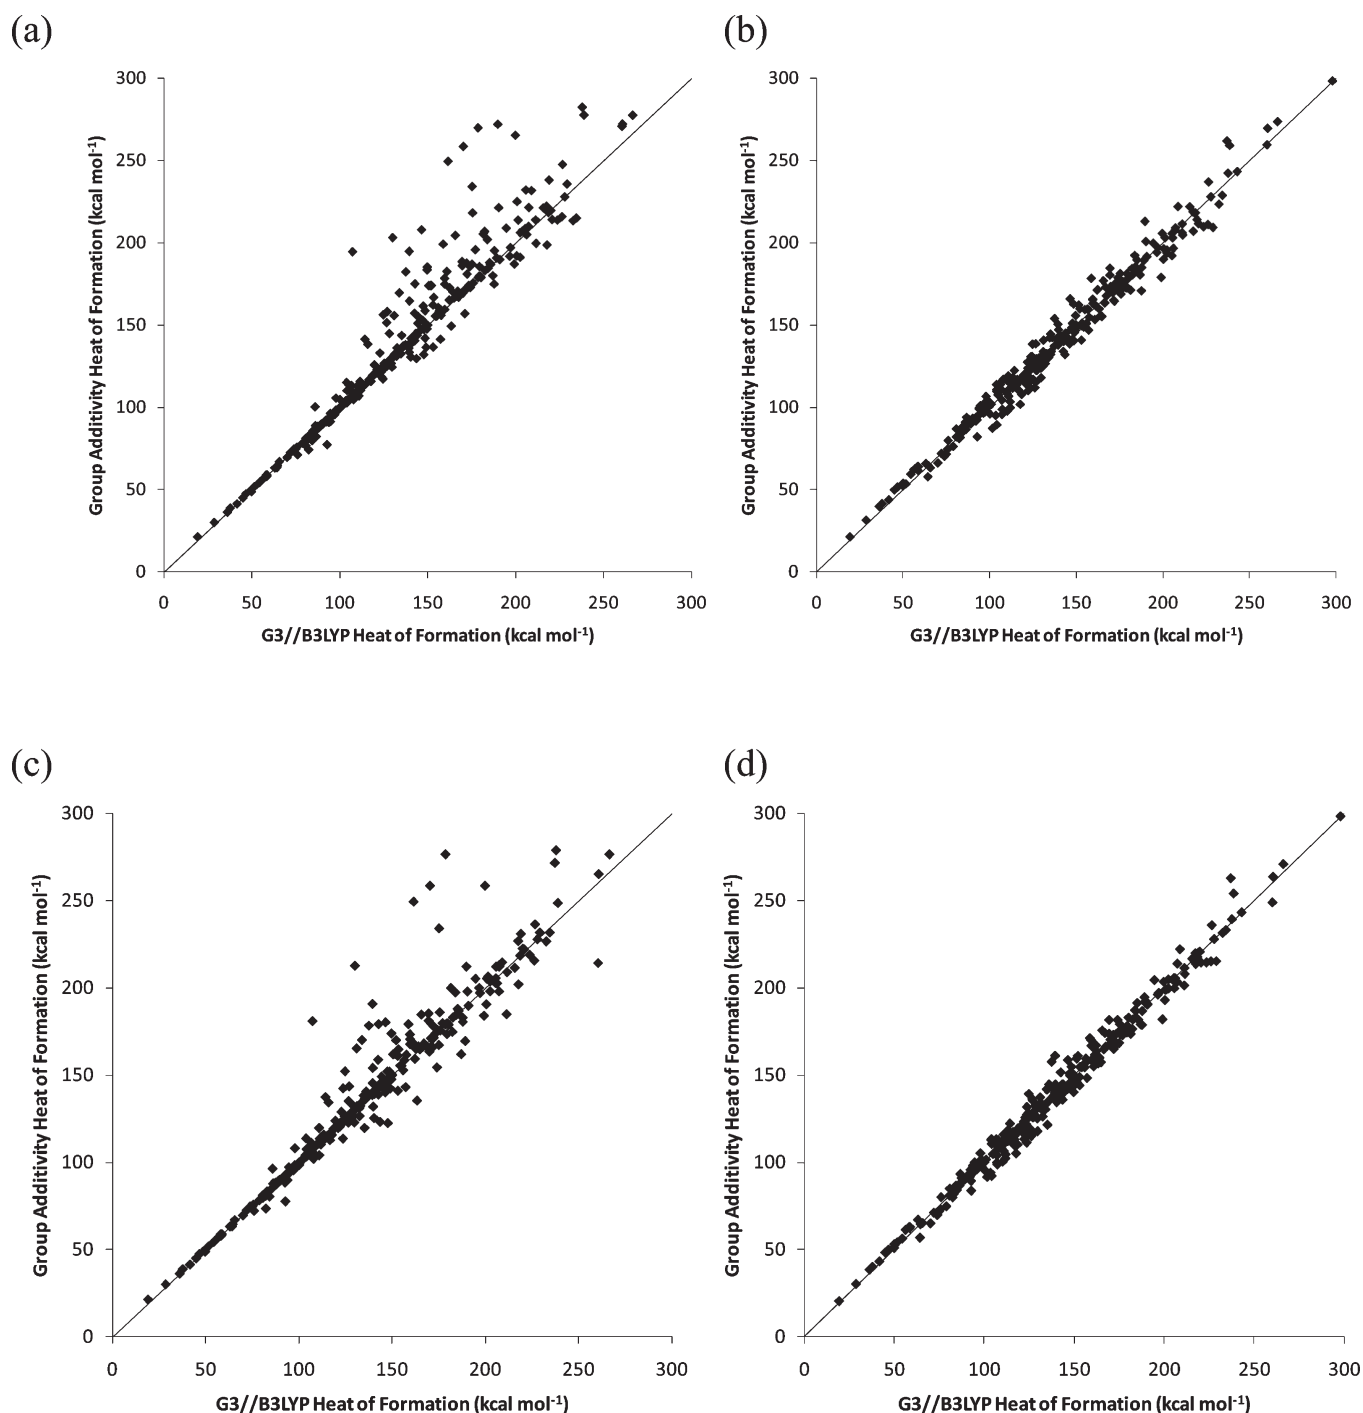 (a)
300
250
200
150
100
50
0
Group Additivity Heat of Formation (kcal mol-1)
0 50 100 150 200 250 300
G3//B3LYP Heat of Formation (kcal mol-1)
(b)
300
250
200
150
100
50
0
Group Additivity Heat of Formation (kcal mol-1)
0 50 100 150 200 250 300
G3//B3LYP Heat of Formation (kcal mol-1)
(c)
300
250
200
150
100
50
0
Group Additivity Heat of Formation (kcal mol-1)
0 50 100 150 200 250 300
G3//B3LYP Heat of Formation (kcal mol-1)
(d)
300
250
200
150
100
50
0
Group Additivity Heat of Formation (kcal mol-1)
0 50 100 150 200 250 300
G3//B3LYP Heat of Formation (kcal mol-1)